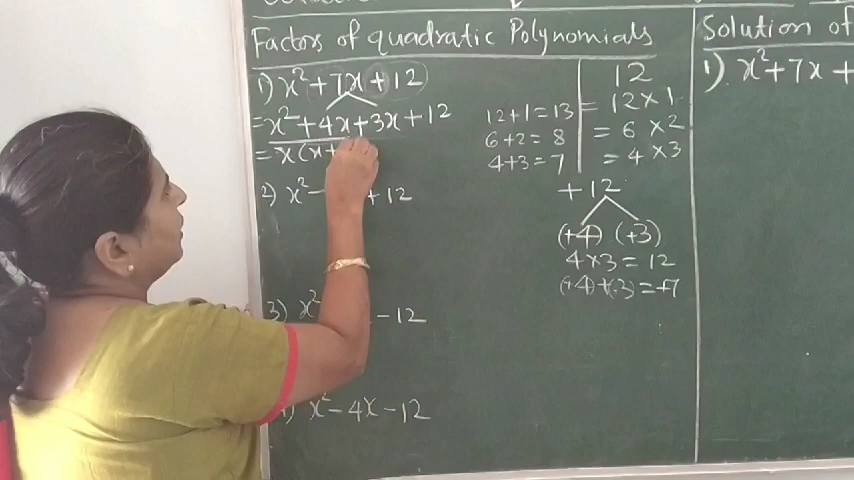 Factors of quadratic Polynomials
1) x² + 7x + 12
= x² + 4x + 3x + 12
= x (x +
2) x² - + 12
3) x² - 12
x² - 4x - 12
12
12 + 1 = 13 = 12 × 1
6 + 2 = 8 = 6 × 2
4 + 3 = 7 = 4 × 3
+ 12
(+4) (+3)
4 × 3 = 12
(+4) + (+3) = +7
Solution of
1) x² + 7x +